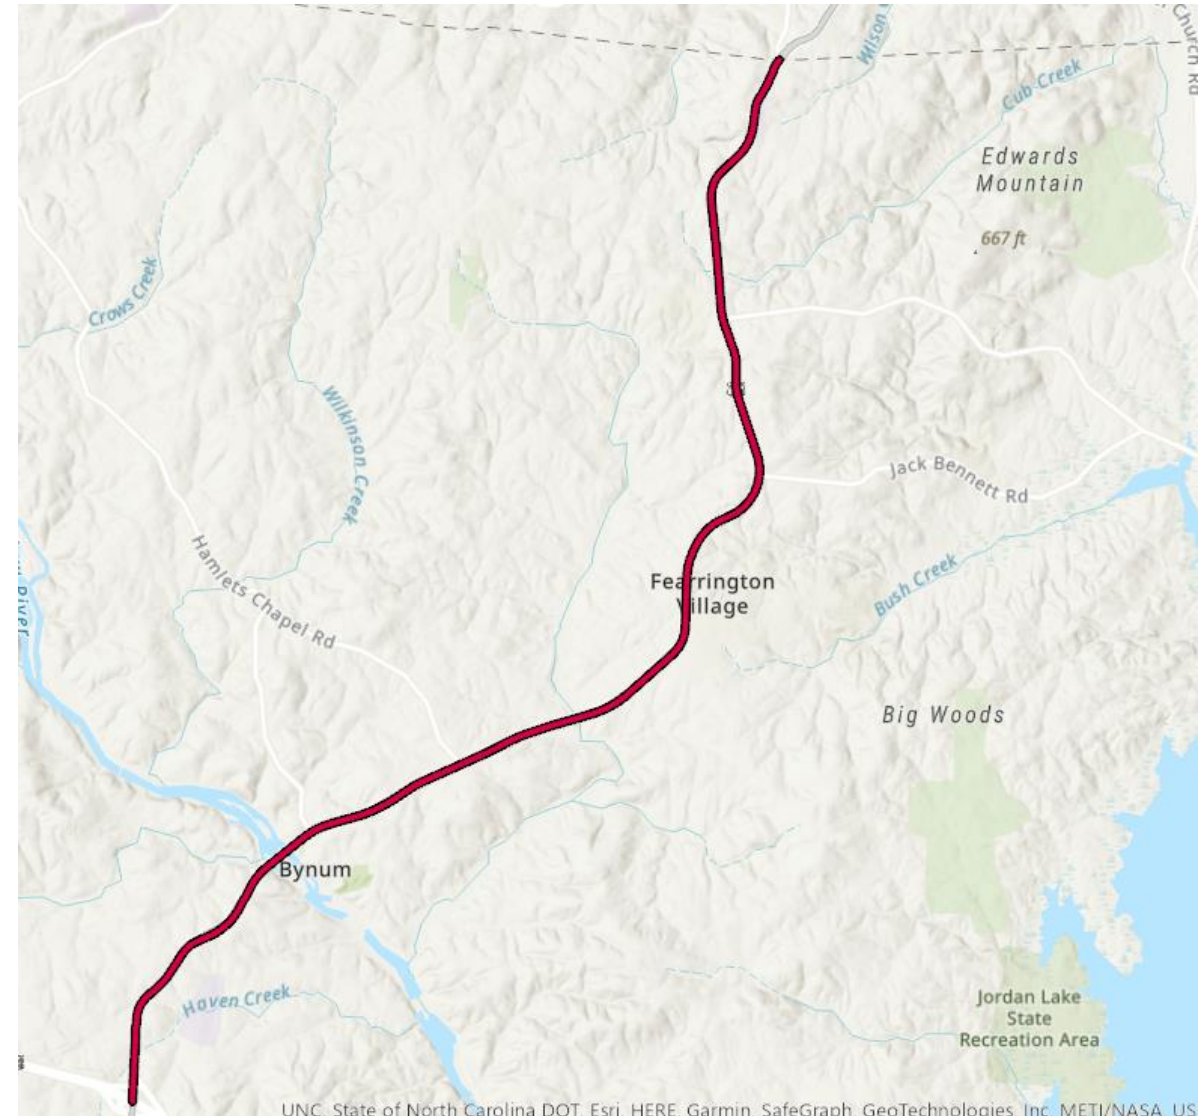 Wilson
Church Rd
Cub Creek
Edwards
Mountain
667 ft
Crows Creek
Wilkinson Creek
Jack Bennett Rd
Hamlets Chapel Rd
Fearrington
Village
Bush Creek
River
Big Woods
Bynum
Haven Creek
Jordan Lake
State
Recreation Area
UNC, State of North Carolina DOT, Esri, HERE, Garmin, SafeGraph, GeoTechnologies, Inc, METI/NASA, US